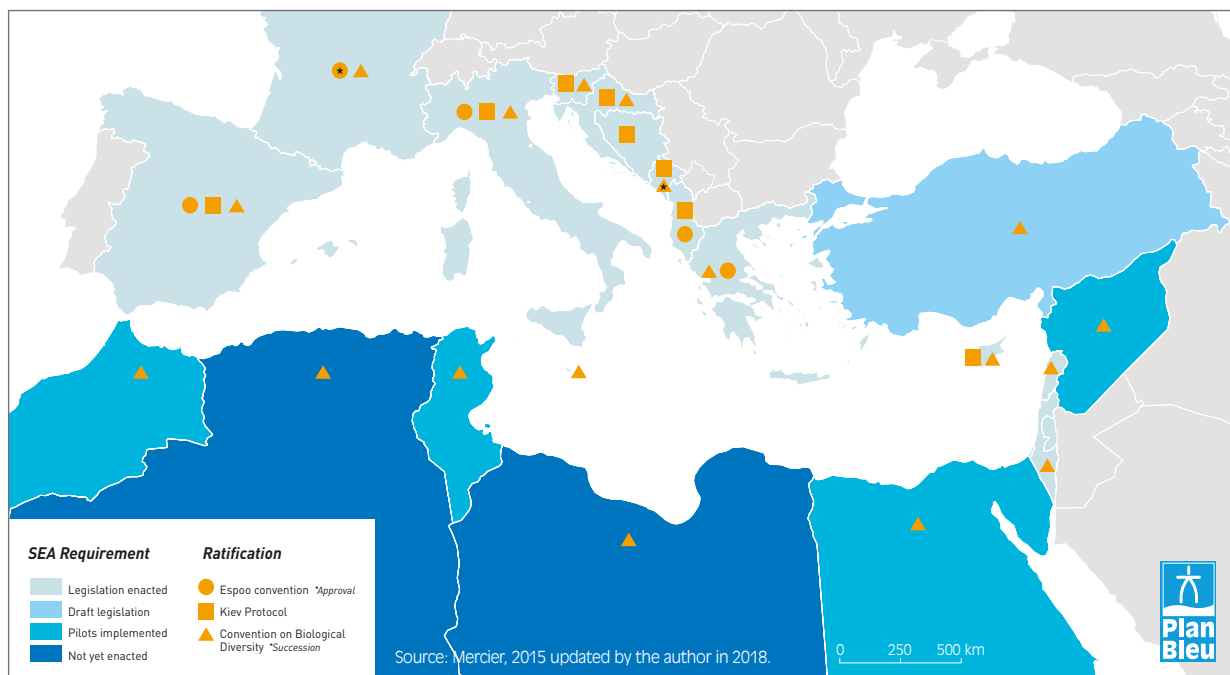 SEA Requirement
Legislation enacted
Draft legislation
Pilots implemented
Not yet enacted
Ratification
Espoo convention *Approval
Kiev Protocol
Convention on Biological
Diversity *Succession
Source: Mercier, 2015 updated by the author in 2018.
0 250 500 km
Plan
Bleu